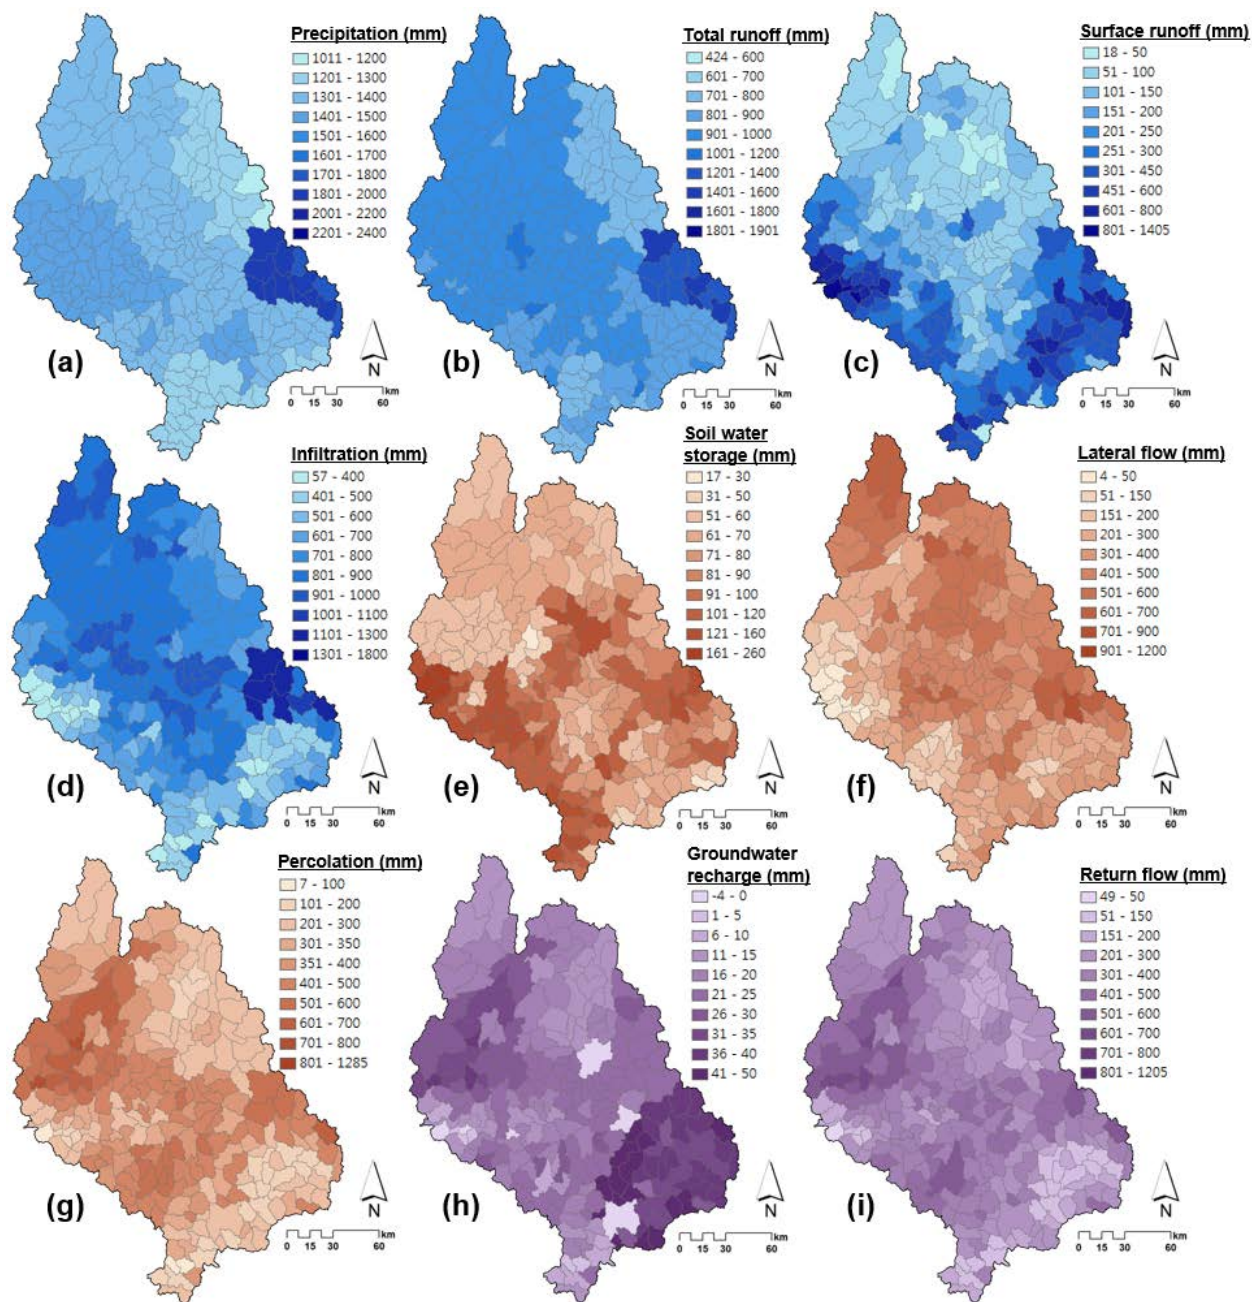 Precipitation (mm)
1011 - 1200
1201 - 1300
1301 - 1400
1401 - 1500
1501 - 1600
1601 - 1700
1701 - 1800
1801 - 2000
2001 - 2200
2201 - 2400
(a)
N
0 15 30 60 km
Total runoff (mm)
424 - 600
601 - 700
701 - 800
801 - 900
901 - 1000
1001 - 1200
1201 - 1400
1401 - 1600
1601 - 1800
1801 - 1901
(b)
N
0 15 30 60 km
Surface runoff (mm)
18 - 50
51 - 100
101 - 150
151 - 200
201 - 250
251 - 300
301 - 450
451 - 600
601 - 800
801 - 1405
(c)
N
0 15 30 60 km
Infiltration (mm)
57 - 400
401 - 500
501 - 600
601 - 700
701 - 800
801 - 900
901 - 1000
1001 - 1100
1101 - 1300
1301 - 1800
(d)
N
0 15 30 60 km
Soil water
storage (mm)
17 - 30
31 - 50
51 - 60
61 - 70
71 - 80
81 - 90
91 - 100
101 - 120
121 - 160
161 - 260
(e)
N
0 15 30 60 km
Lateral flow (mm)
4 - 50
51 - 150
151 - 200
201 - 300
301 - 400
401 - 500
501 - 600
601 - 700
701 - 900
901 - 1200
(f)
N
0 15 30 60 km
Percolation (mm)
7 - 100
101 - 200
201 - 300
301 - 350
351 - 400
401 - 500
501 - 600
601 - 700
701 - 800
801 - 1285
(g)
N
0 15 30 60 km
Groundwater
recharge (mm)
-4 - 0
1 - 5
6 - 10
11 - 15
16 - 20
21 - 25
26 - 30
31 - 35
36 - 40
41 - 50
(h)
N
0 15 30 60 km
Return flow (mm)
49 - 50
51 - 150
151 - 200
201 - 300
301 - 400
401 - 500
501 - 600
601 - 700
701 - 800
801 - 1205
(i)
N
0 15 30 60 km